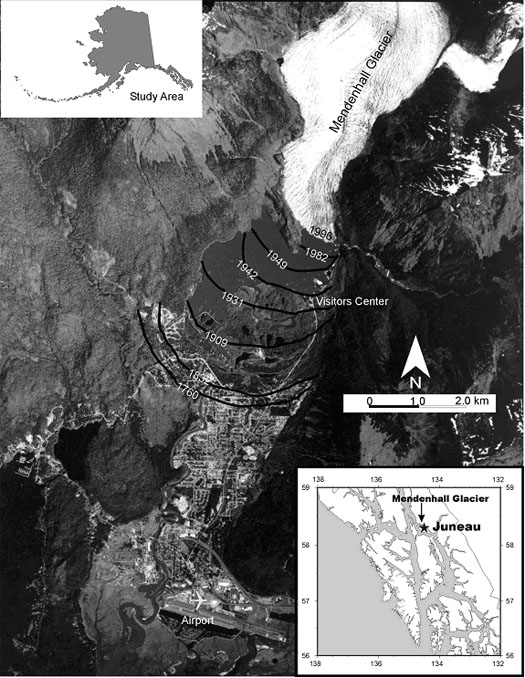 Study Area
Mendenhall Glacier
1996
1982
1949
1942
1931
1909
1760
Visitors Center
N
0 1.0 2.0 km
Airport
138 136 134 132
59 59
Mendenhall Glacier
Juneau
58 58
57 57
56 56
138 136 134 132